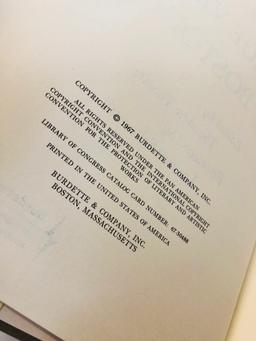 COPYRIGHT © 1967 BURDETTE & COMPANY, INC.
ALL RIGHTS RESERVED UNDER THE PAN AMERICAN
COPYRIGHT CONVENTION AND THE INTERNATIONAL COPYRIGHT
CONVENTION FOR THE PROTECTION OF LITERARY AND ARTISTIC
WORKS
LIBRARY OF CONGRESS CATALOG CARD NUMBER 67-30688
PRINTED IN THE UNITED STATES OF AMERICA
BURDETTE & COMPANY, INC.
BOSTON, MASSACHUSETTS